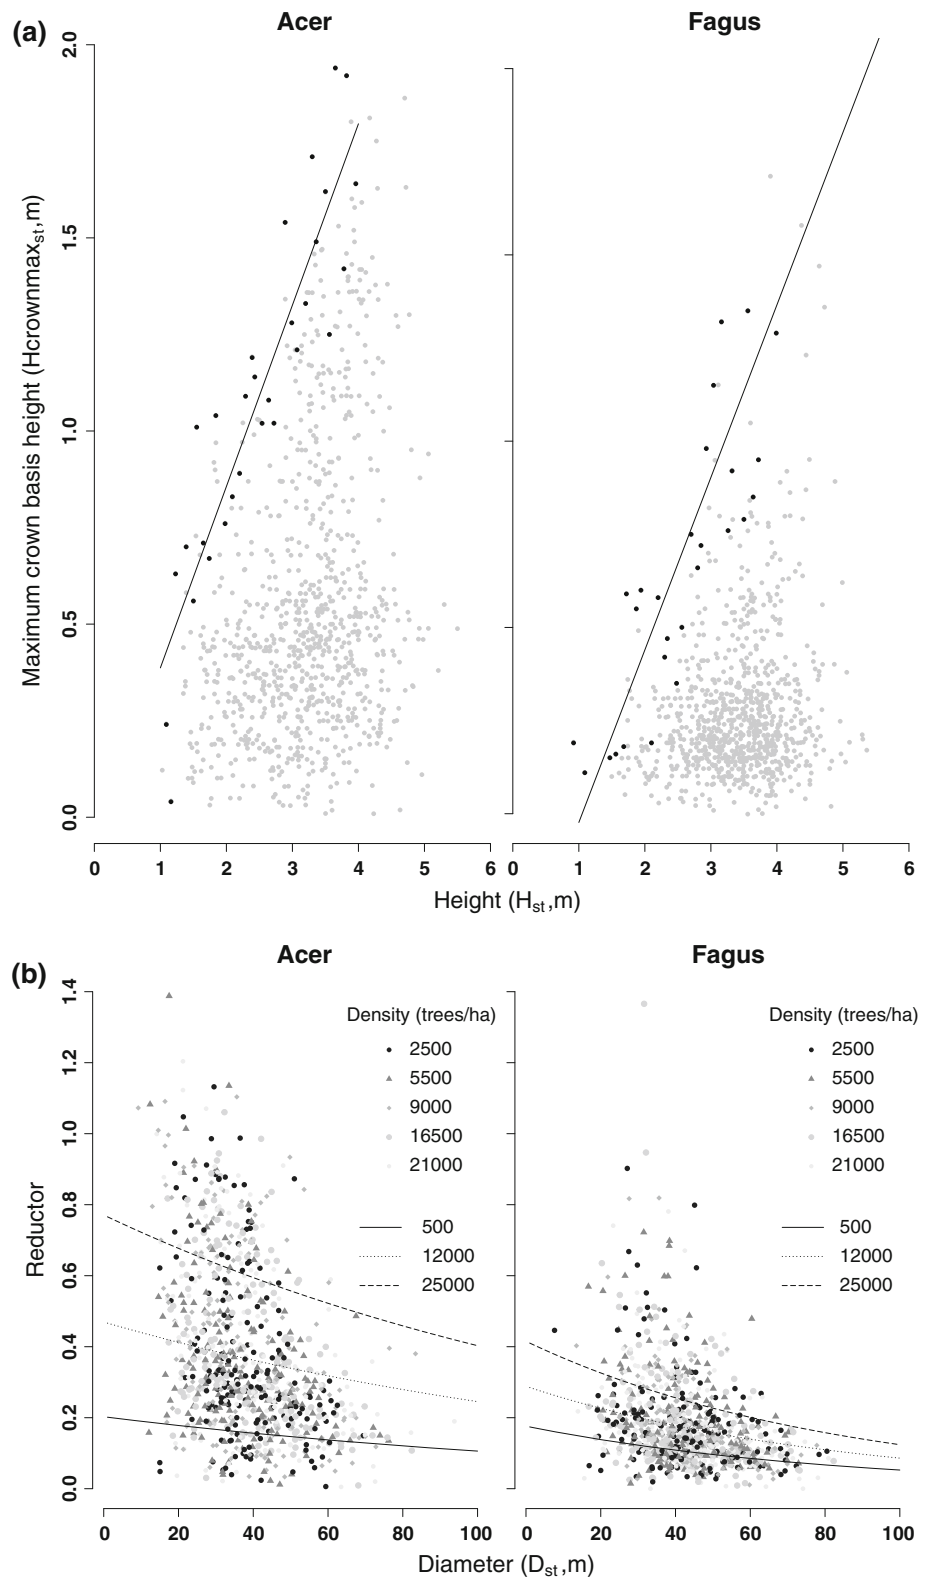 (a)
Acer
Fagus
Maximum crown basis height (Hcrownmax_st,m)
2.0
1.5
1.0
0.5
0.0
0 1 2 3 4 5 6
0 1 2 3 4 5 6
Height (H_st,m)
(b)
Acer
Fagus
Reductor
1.4
1.2
1.0
0.8
0.6
0.4
0.2
0.0
Density (trees/ha)
2500
5500
9000
16500
21000
500
12000
25000
Density (trees/ha)
2500
5500
9000
16500
21000
500
12000
25000
0 20 40 60 80 100
0 20 40 60 80 100
Diameter (D_st,m)